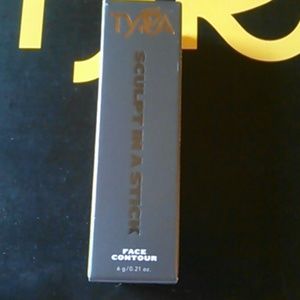 TYRA
SCULPT IN A STICK
FACE
CONTOUR
6 g/0.21 oz.